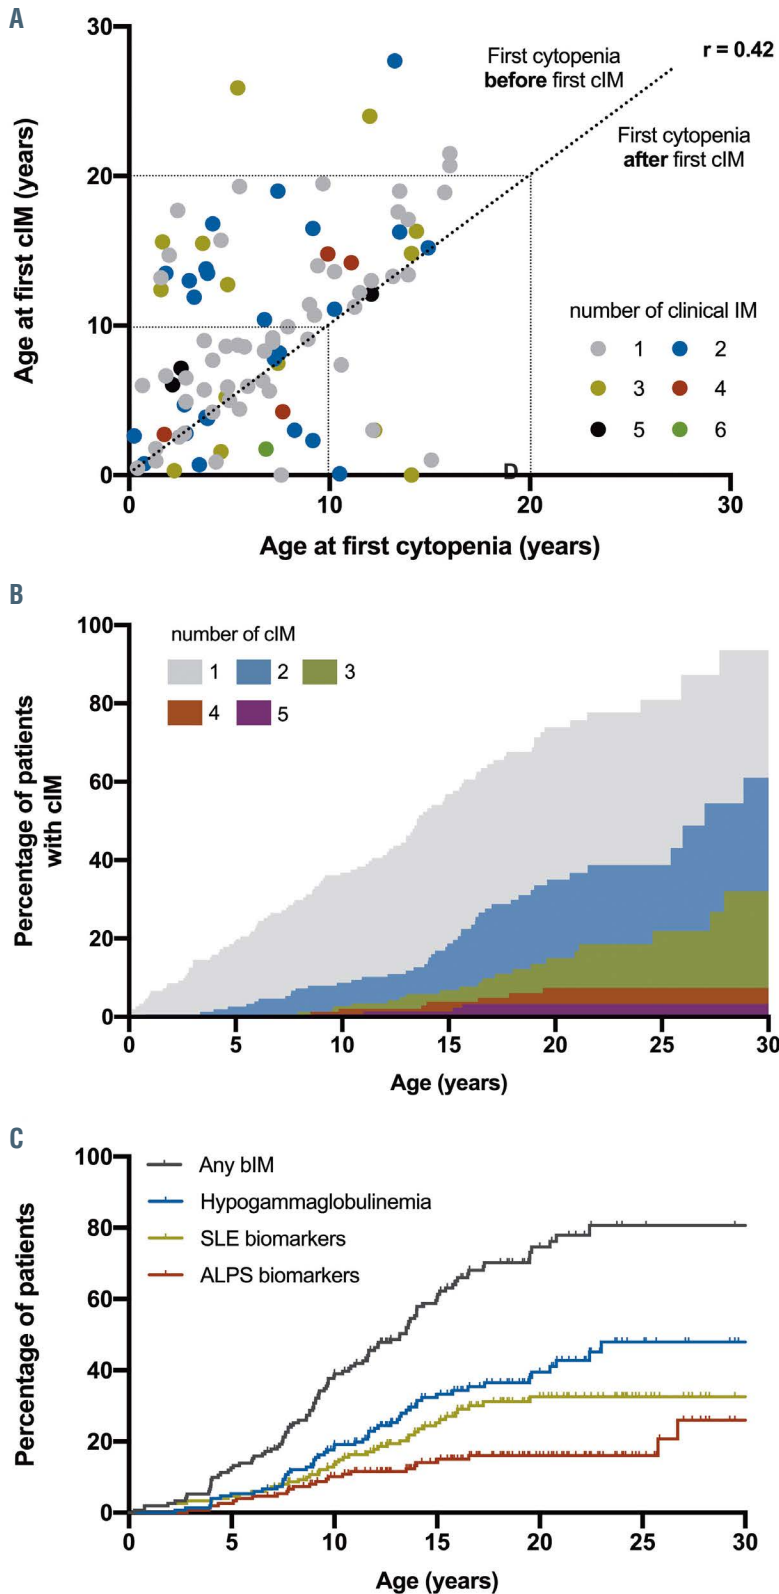 A
30
20
10
0
Age at first cIM (years)
First cytopenia
before first cIM
r = 0.42
First cytopenia
after first cIM
number of clinical IM
1
2
3
4
5
6
D
0
10
20
30
Age at first cytopenia (years)
B
100
80
60
40
20
0
Percentage of patients
with cIM
number of cIM
1
2
3
4
5
0
5
10
15
20
25
30
Age (years)
C
100
80
60
40
20
0
Percentage of patients
Any bIM
Hypogammaglobulinemia
SLE biomarkers
ALPS biomarkers
0
5
10
15
20
25
30
Age (years)